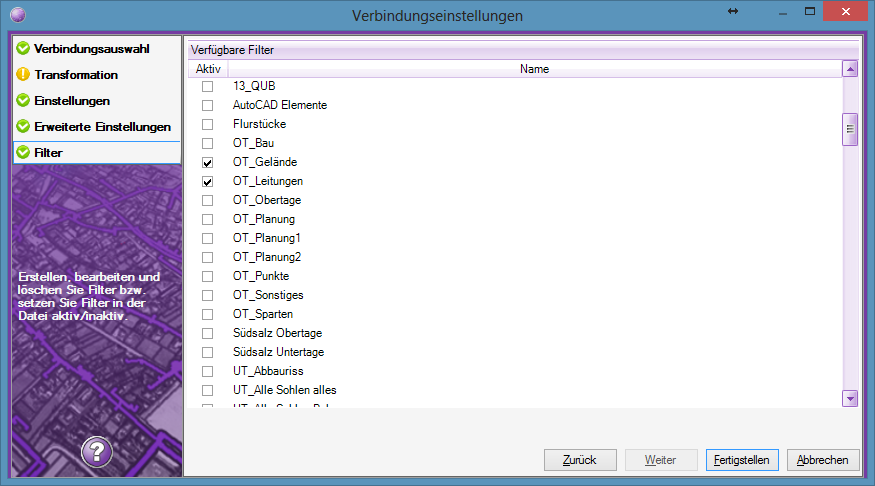 Verbindungseinstellungen
Verbindungsauswahl
Transformation
Einstellungen
Erweiterte Einstellungen
Filter
Erstellen, bearbeiten und
löschen Sie Filter bzw.
setzen Sie Filter in der
Datei aktiv/inaktiv.
?
Verfügbare Filter
Aktiv Name
13_QUB
AutoCAD Elemente
Flurstücke
OT_Bau
OT_Gelände
OT_Leitungen
OT_Obertage
OT_Planung
OT_Planung1
OT_Planung2
OT_Punkte
OT_Sonstiges
OT_Sparten
Südsalz Obertage
Südsalz Untertage
UT_Abbauriss
UT_Alle Sohlen alles
Zurück Weiter Fertigstellen Abbrechen